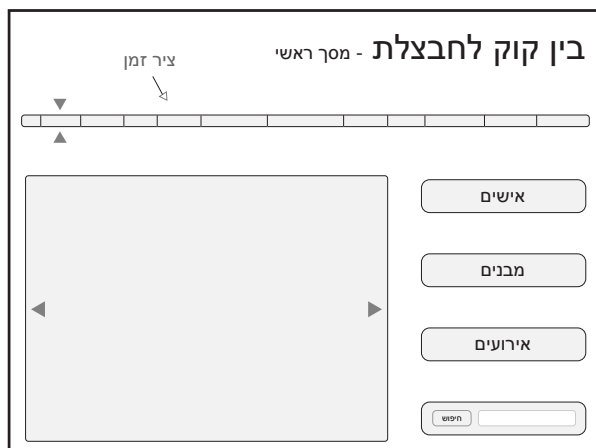 בין קוק לחבצלת - מסך ראשי
ציר זמן
אישים
מבנים
אירועים
חיפוש